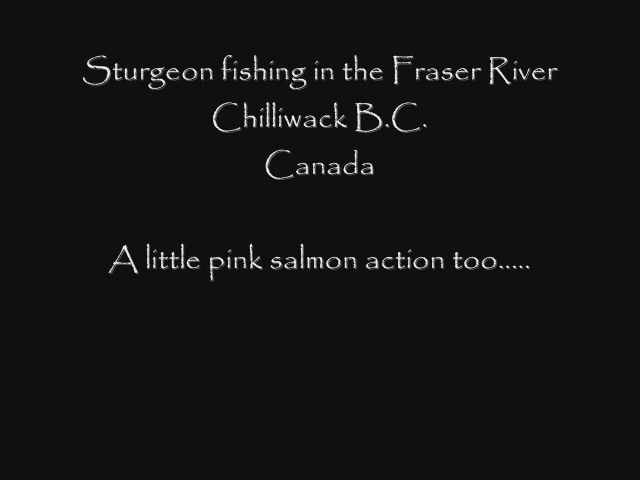 Sturgeon fishing in the Fraser River
Chilliwack B.C.
Canada
A little pink salmon action too.....